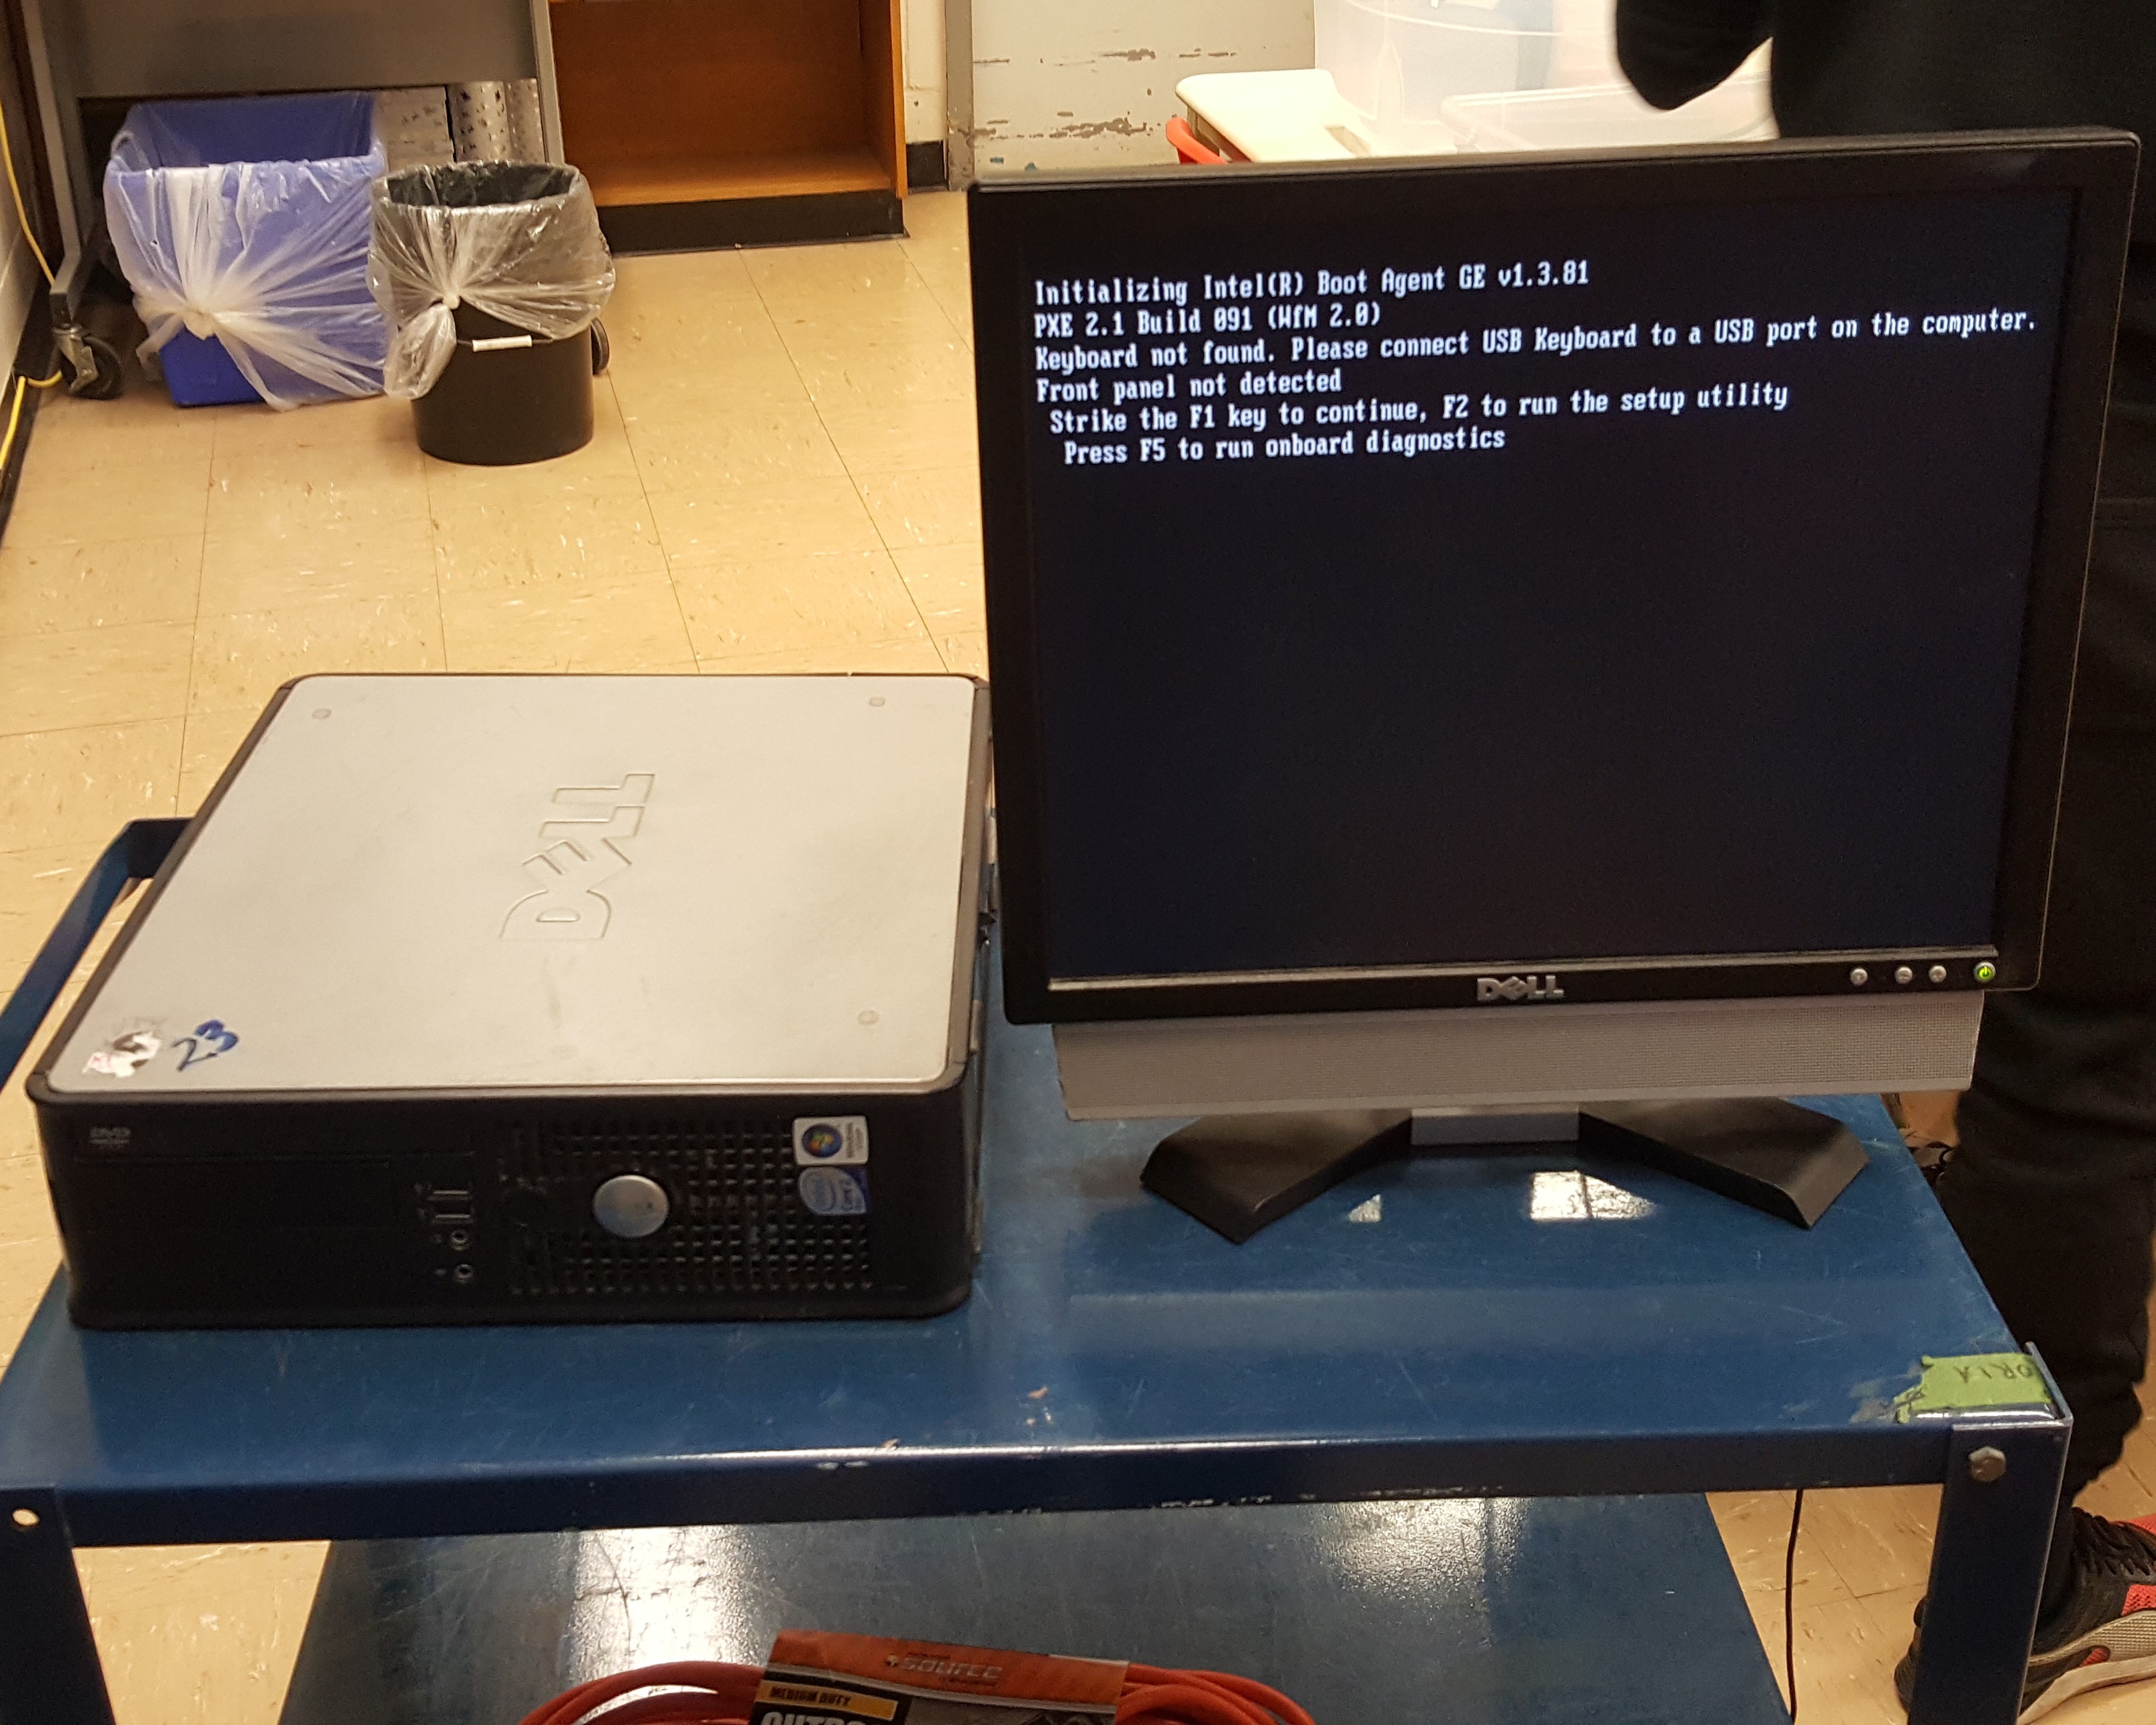 Initializing Intel(R) Boot Agent GE v1.3.81
PXE 2.1 Build 091 (WfM 2.0)
Keyboard not found. Please connect USB Keyboard to a USB port on the computer.
Front panel not detected
Strike the F1 key to continue, F2 to run the setup utility
Press F5 to run onboard diagnostics
DELL
DELL
23
DVD
source
MEDIUM DUTY